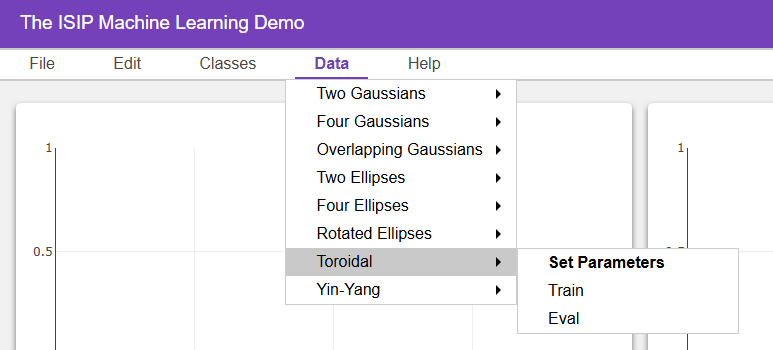 The ISIP Machine Learning Demo
File Edit Classes Data Help
Two Gaussians
Four Gaussians
Overlapping Gaussians
Two Ellipses
Four Ellipses
Rotated Ellipses
Toroidal
Yin-Yang
Set Parameters
Train
Eval
1
0.5
1